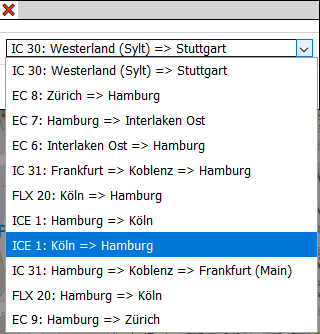 IC 30: Westerland (Sylt) => Stuttgart
IC 30: Westerland (Sylt) => Stuttgart
EC 8: Zürich => Hamburg
EC 7: Hamburg => Interlaken Ost
EC 6: Interlaken Ost => Hamburg
IC 31: Frankfurt => Koblenz => Hamburg
FLX 20: Köln => Hamburg
ICE 1: Hamburg => Köln
ICE 1: Köln => Hamburg
IC 31: Hamburg => Koblenz => Frankfurt (Main)
FLX 20: Hamburg => Köln
EC 9: Hamburg => Zürich